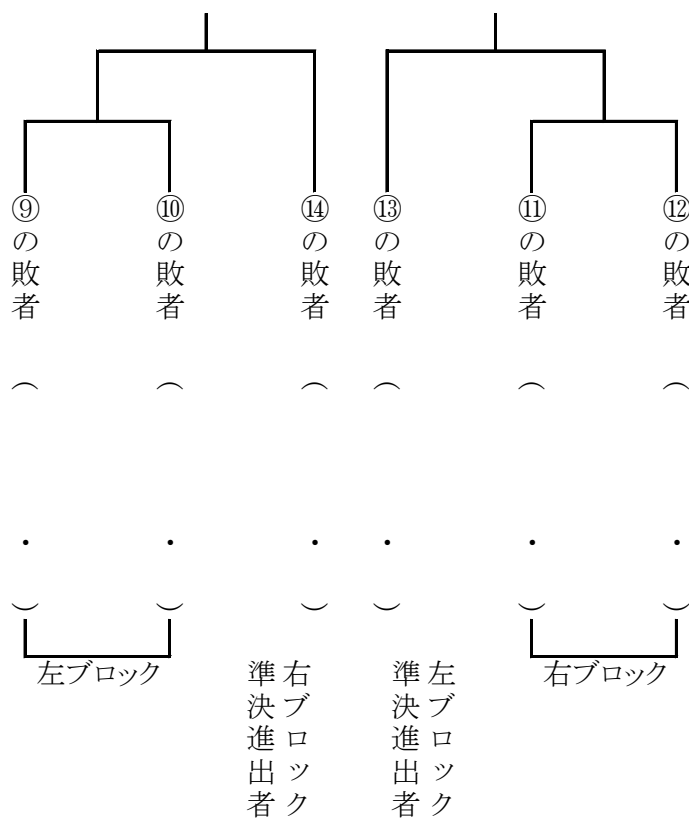 ⑨の敗者
⑩の敗者
⑭の敗者
⑬の敗者
⑪の敗者
⑫の敗者
(・)
(・)
(・)
(・)
(・)
(・)
左ブロック
右ブロック
準決進出者
左ブロック
準決進出者
右ブロック